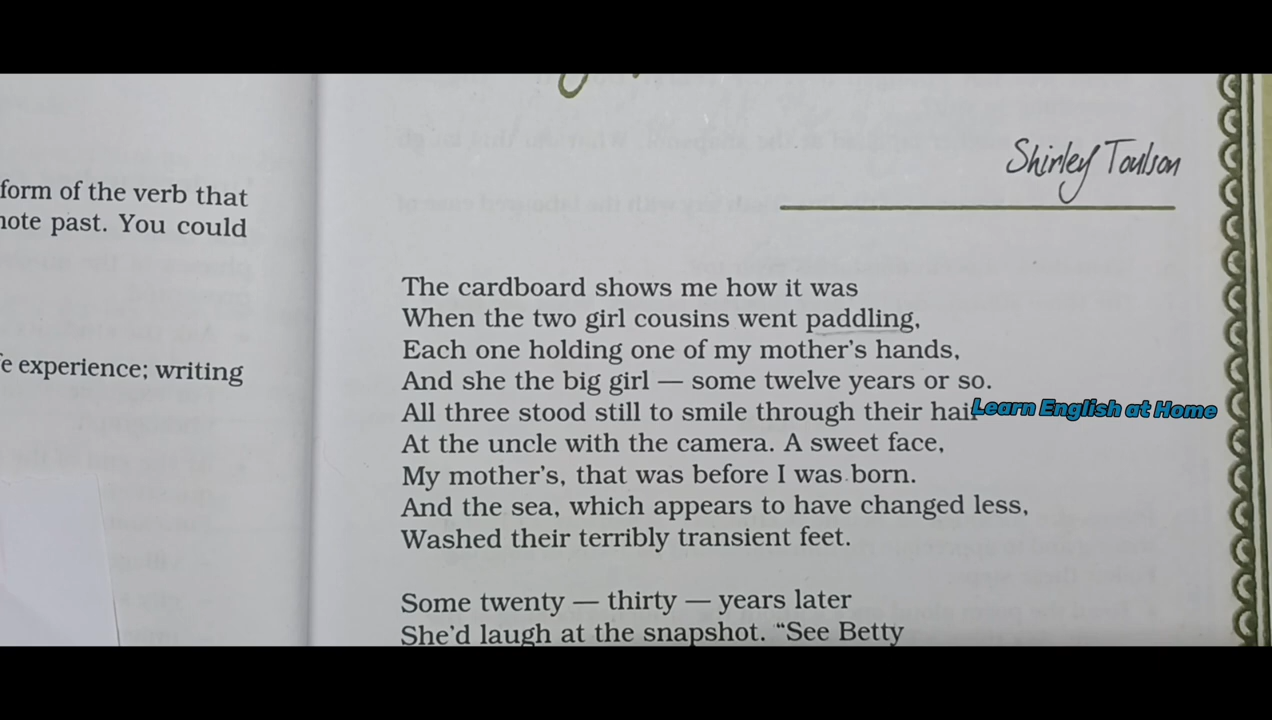 form of the verb that
note past. You could
experience; writing
Shirley Toulson
The cardboard shows me how it was
When the two girl cousins went paddling,
Each one holding one of my mother's hands,
And she the big girl — some twelve years or so.
All three stood still to smile through their hair
Learn English at Home
At the uncle with the camera. A sweet face,
My mother's, that was before I was born.
And the sea, which appears to have changed less,
Washed their terribly transient feet.
Some twenty — thirty — years later
She'd laugh at the snapshot. “See Betty